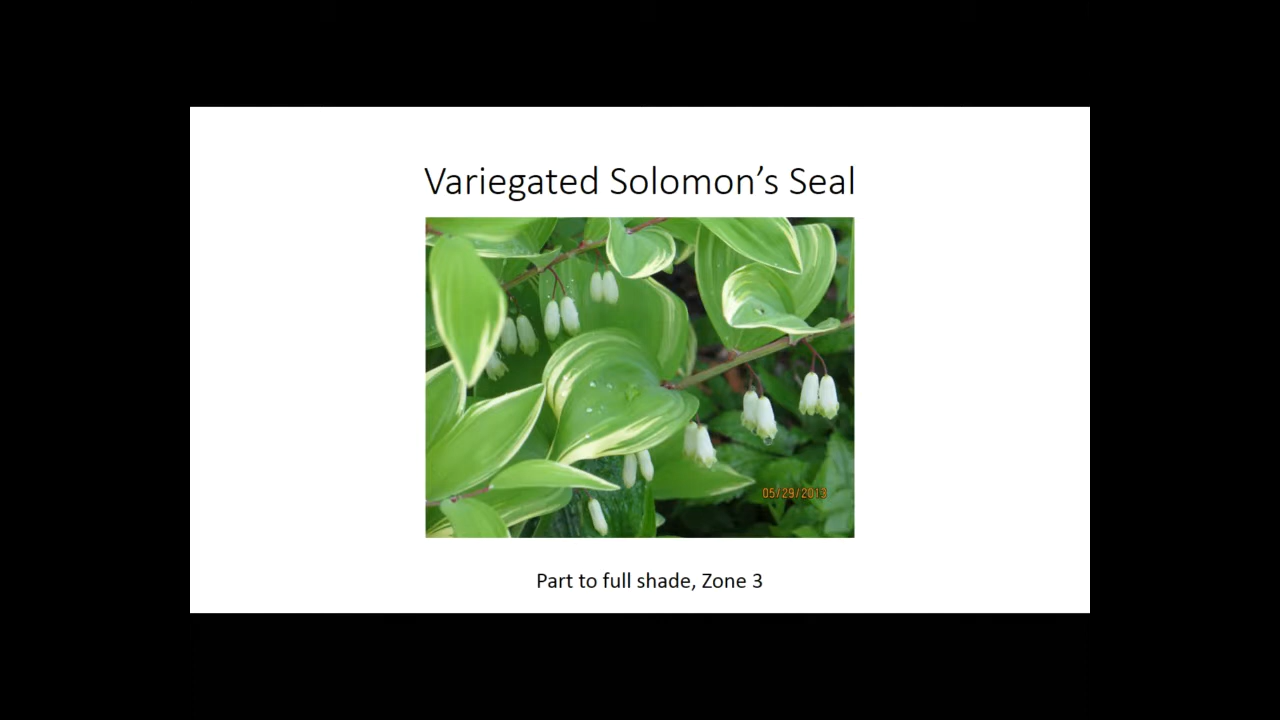 Variegated Solomon’s Seal
05/29/2013
Part to full shade, Zone 3